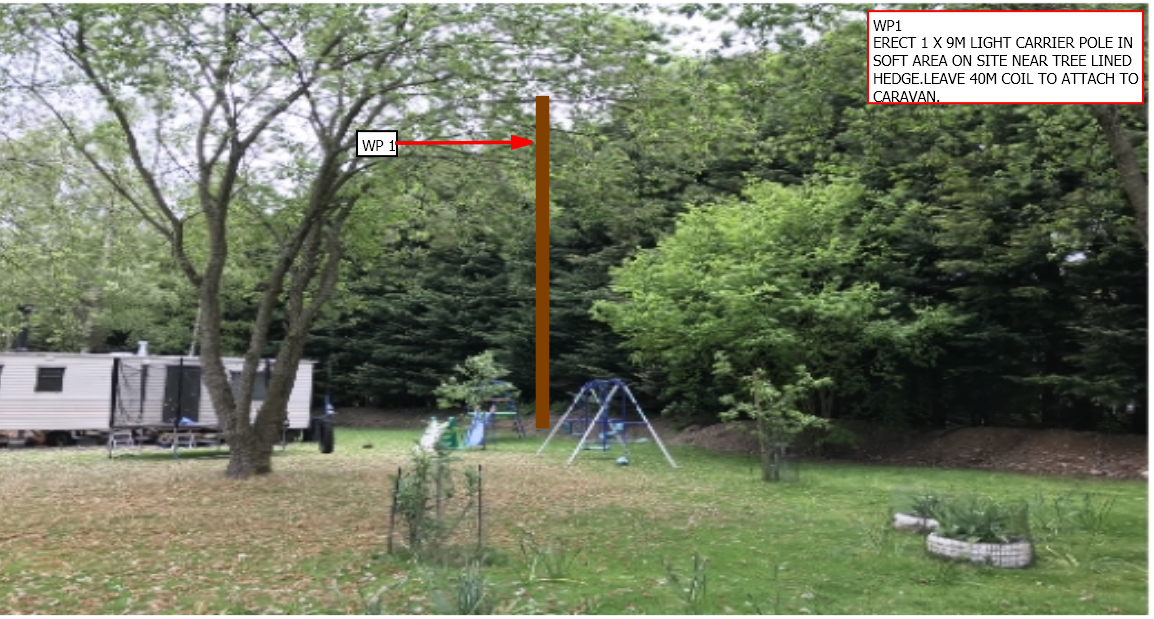 WP1
ERECT 1 X 9M LIGHT CARRIER POLE IN
SOFT AREA ON SITE NEAR TREE LINED
HEDGE.LEAVE 40M COIL TO ATTACH TO
CARAVAN.
WP 1